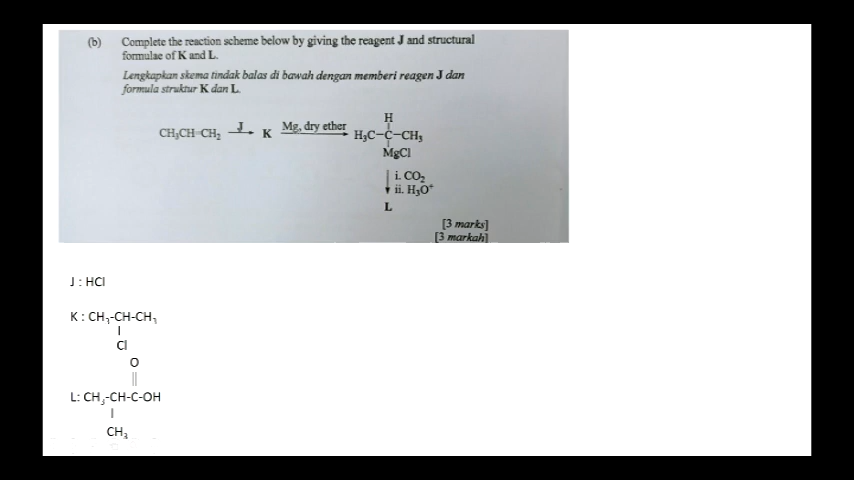 (b) Complete the reaction scheme below by giving the reagent J and structural
formulae of K and L.
Lengkapkan skema tindak balas di bawah dengan memberi reagen J dan
formula struktur K dan L.
H
CH₃CH=CH₂ J K Mg, dry ether H₃C–C–CH₃
MgCl
i. CO₂
ii. H₃O⁺
L
[3 marks]
[3 markah]
J : HCl
K : CH₃-CH-CH₃
Cl
O
L: CH₃-CH-C-OH
CH₃